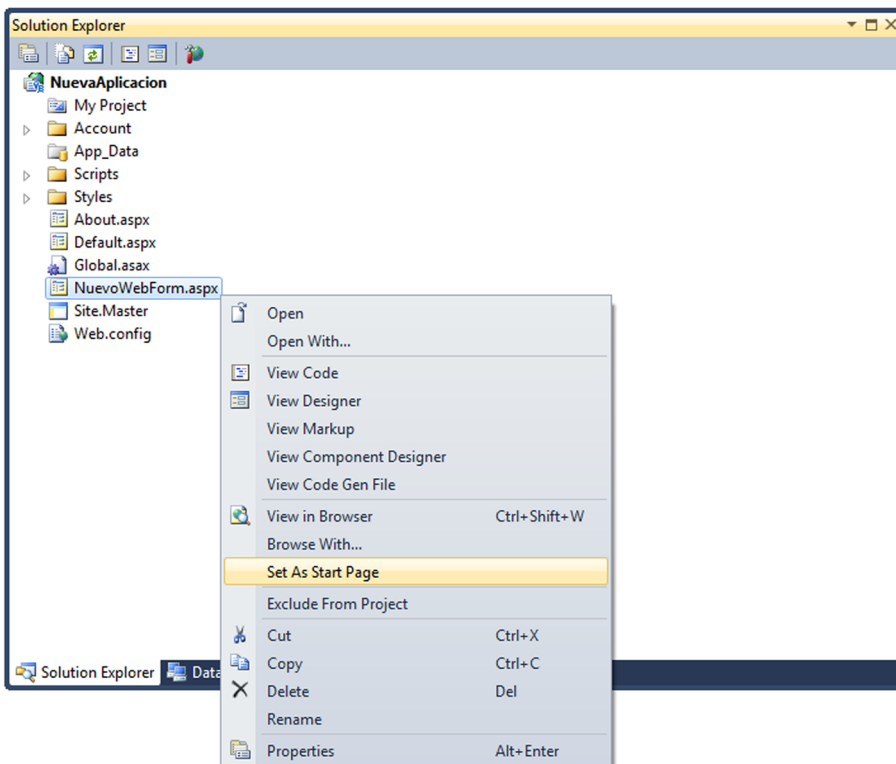 Solution Explorer
NuevaAplicacion
My Project
Account
App_Data
Scripts
Styles
About.aspx
Default.aspx
Global.asax
NuevoWebForm.aspx
Site.Master
Web.config
Open
Open With...
View Code
View Designer
View Markup
View Component Designer
View Code Gen File
View in Browser Ctrl+Shift+W
Browse With...
Set As Start Page
Exclude From Project
Cut Ctrl+X
Copy Ctrl+C
Delete Del
Rename
Properties Alt+Enter
Solution Explorer Data